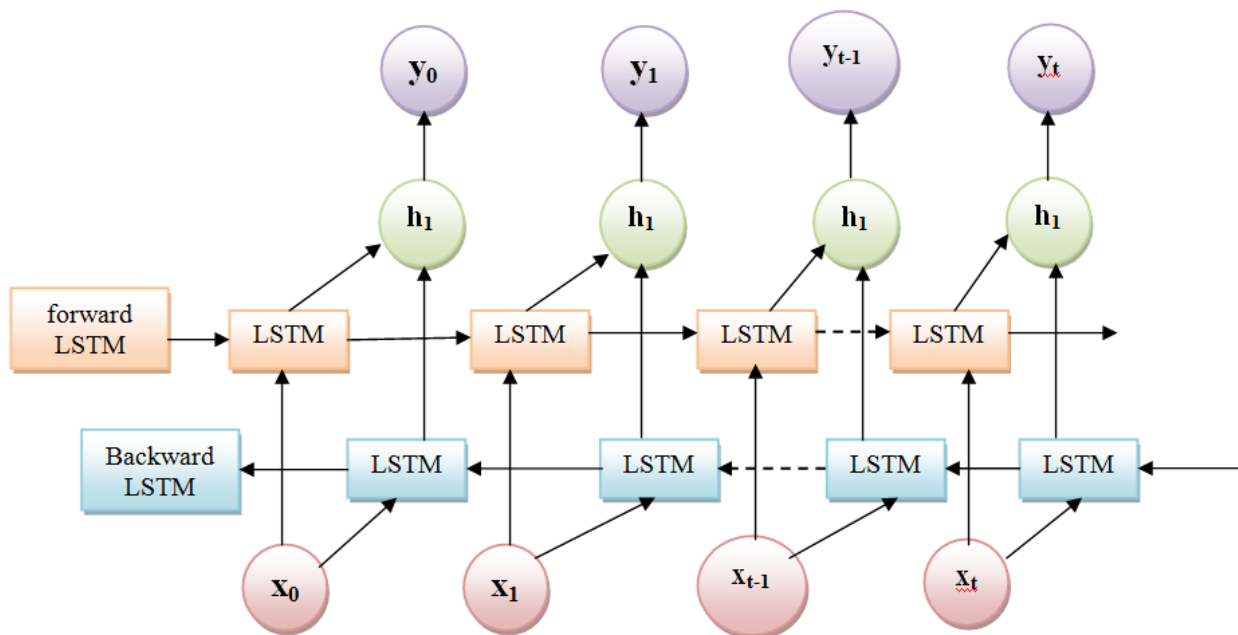 y₀ y₁ yₜ₋₁ yₜ
h₁ h₁ h₁ h₁
forward
LSTM
LSTM LSTM LSTM LSTM
Backward
LSTM
LSTM LSTM LSTM LSTM
x₀ x₁ xₜ₋₁ xₜ